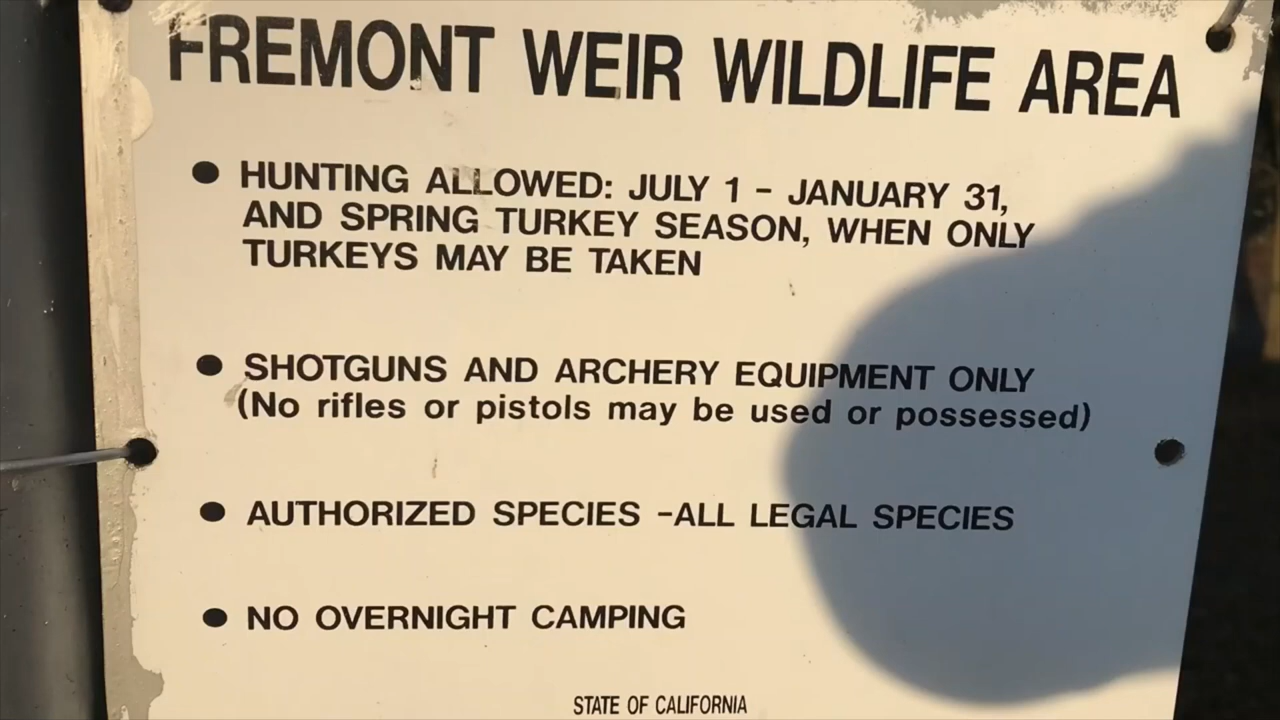 FREMONT WEIR WILDLIFE AREA
● HUNTING ALLOWED: JULY 1 - JANUARY 31,
AND SPRING TURKEY SEASON, WHEN ONLY
TURKEYS MAY BE TAKEN
● SHOTGUNS AND ARCHERY EQUIPMENT ONLY
(No rifles or pistols may be used or possessed)
● AUTHORIZED SPECIES -ALL LEGAL SPECIES
● NO OVERNIGHT CAMPING
STATE OF CALIFORNIA